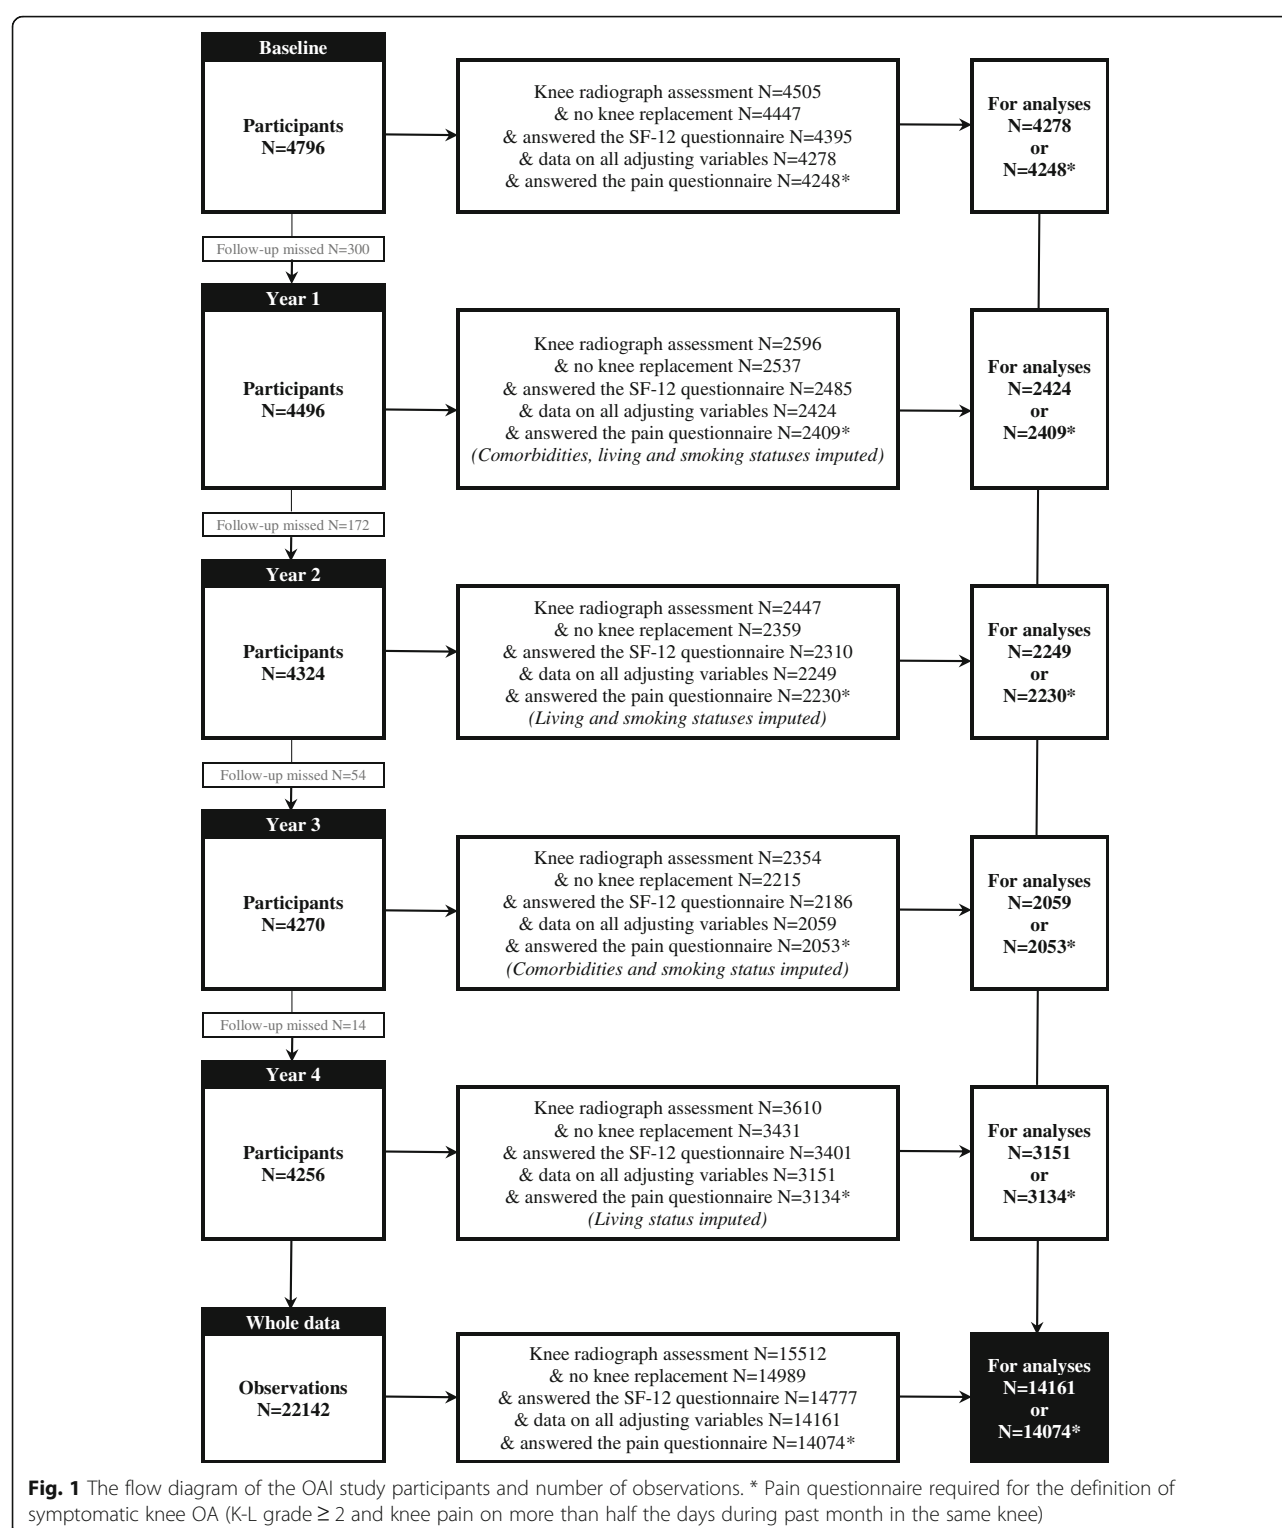 Baseline
Participants
N=4796
Knee radiograph assessment N=4505
& no knee replacement N=4447
& answered the SF-12 questionnaire N=4395
& data on all adjusting variables N=4278
& answered the pain questionnaire N=4248*
For analyses
N=4278
or
N=4248*
Follow-up missed N=300
Year 1
Participants
N=4496
Knee radiograph assessment N=2596
& no knee replacement N=2537
& answered the SF-12 questionnaire N=2485
& data on all adjusting variables N=2424
& answered the pain questionnaire N=2409*
(Comorbidities, living and smoking statuses imputed)
For analyses
N=2424
or
N=2409*
Follow-up missed N=172
Year 2
Participants
N=4324
Knee radiograph assessment N=2447
& no knee replacement N=2359
& answered the SF-12 questionnaire N=2310
& data on all adjusting variables N=2249
& answered the pain questionnaire N=2230*
(Living and smoking statuses imputed)
For analyses
N=2249
or
N=2230*
Follow-up missed N=54
Year 3
Participants
N=4270
Knee radiograph assessment N=2354
& no knee replacement N=2215
& answered the SF-12 questionnaire N=2186
& data on all adjusting variables N=2059
& answered the pain questionnaire N=2053*
(Comorbidities and smoking status imputed)
For analyses
N=2059
or
N=2053*
Follow-up missed N=14
Year 4
Participants
N=4256
Knee radiograph assessment N=3610
& no knee replacement N=3431
& answered the SF-12 questionnaire N=3401
& data on all adjusting variables N=3151
& answered the pain questionnaire N=3134*
(Living status imputed)
For analyses
N=3151
or
N=3134*
Whole data
Observations
N=22142
Knee radiograph assessment N=15512
& no knee replacement N=14989
& answered the SF-12 questionnaire N=14777
& data on all adjusting variables N=14161
& answered the pain questionnaire N=14074*
For analyses
N=14161
or
N=14074*
Fig. 1 The flow diagram of the OAI study participants and number of observations. * Pain questionnaire required for the definition of
symptomatic knee OA (K-L grade ≥ 2 and knee pain on more than half the days during past month in the same knee)